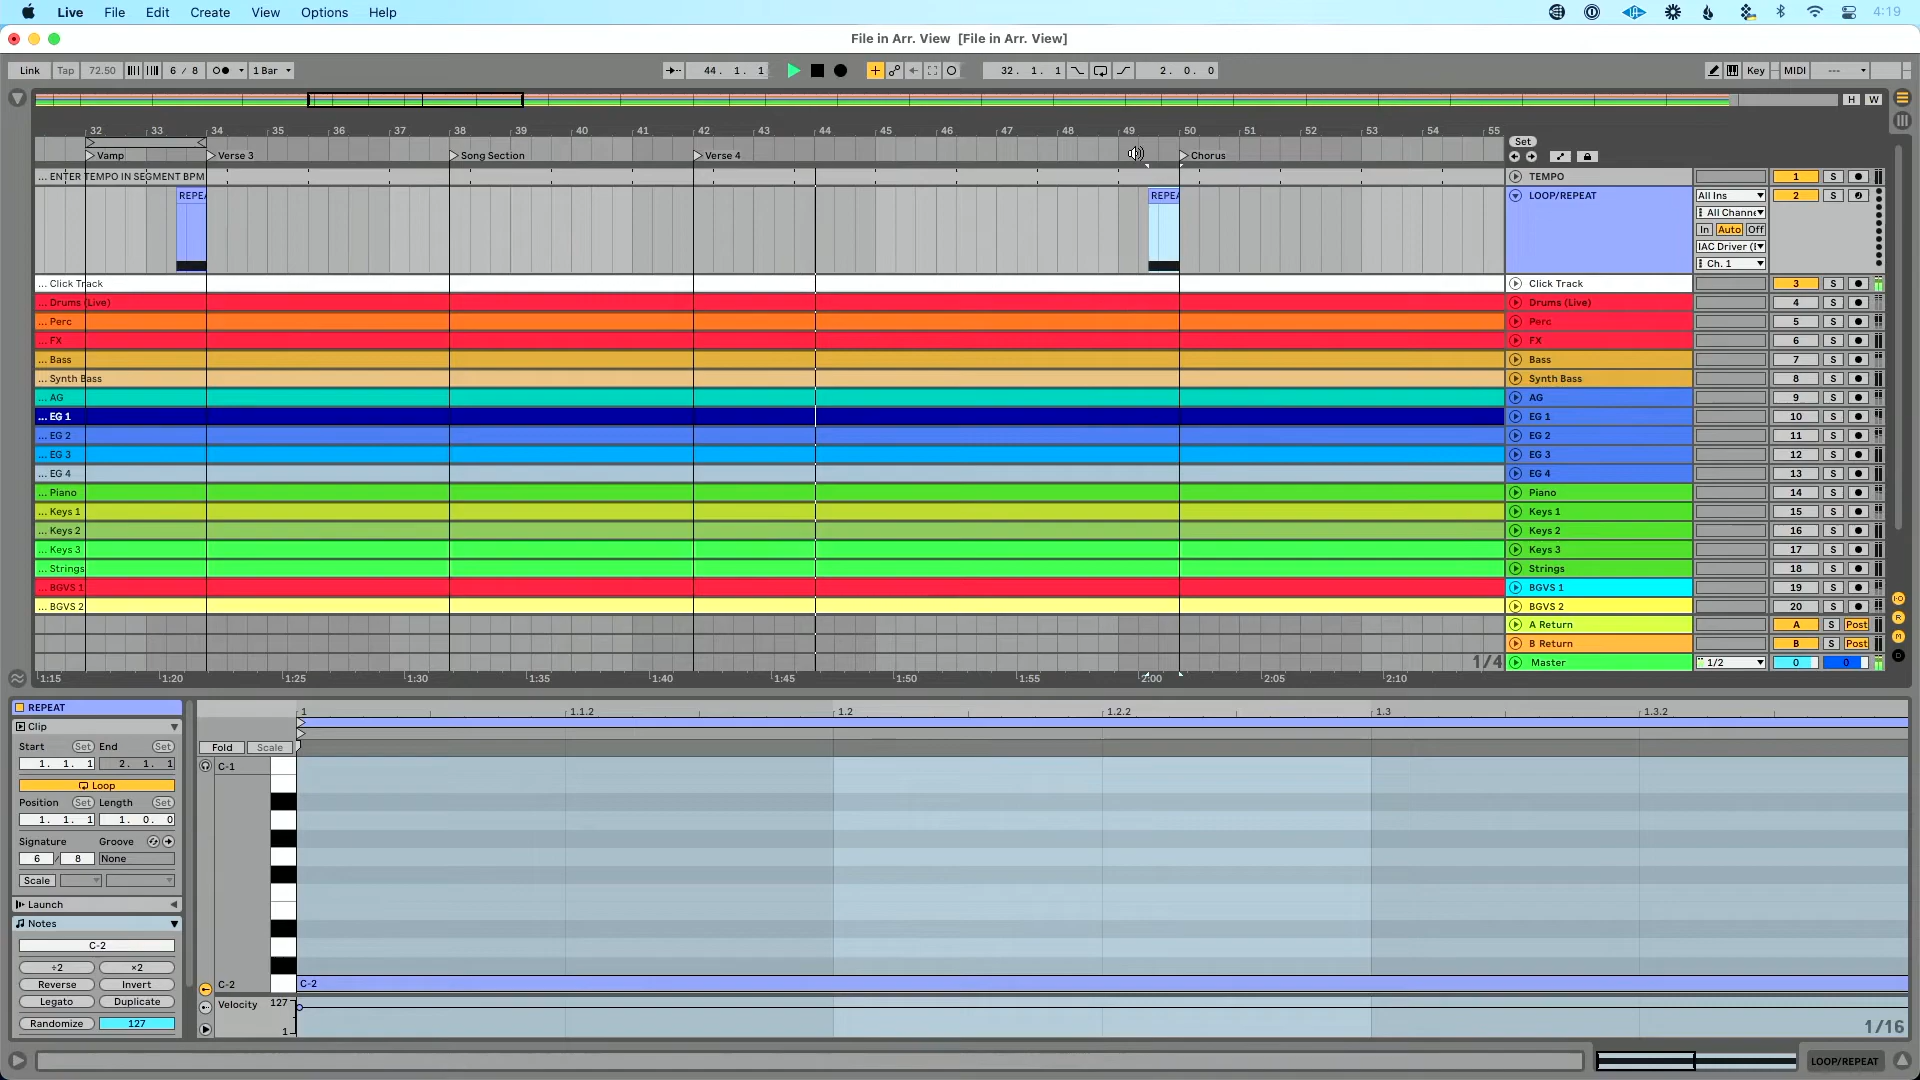 Live File Edit Create View Options Help 4:19
File in Arr. View [File in Arr. View]
Link Tap 72.50 6 / 8 1 Bar 44. 1. 1 32. 1. 1 2. 0. 0 Key MIDI ---
H W
32 33 34 35 36 37 38 39 40 41 42 43 44 45 46 47 48 49 50 51 52 53 54 55
Set
Vamp Verse 3 Song Section Verse 4 Chorus
... ENTER TEMPO IN SEGMENT BPM TEMPO 1 S
REPEA REPEA LOOP/REPEAT All Ins 2 S
All Channe
In Auto Off
IAC Driver (I
Ch. 1
... Click Track Click Track 3 S
... Drums (Live) Drums (Live) 4 S
... Perc Perc 5 S
... FX FX 6 S
... Bass Bass 7 S
... Synth Bass Synth Bass 8 S
... AG AG 9 S
... EG 1 EG 1 10 S
... EG 2 EG 2 11 S
... EG 3 EG 3 12 S
... EG 4 EG 4 13 S
... Piano Piano 14 S
... Keys 1 Keys 1 15 S
... Keys 2 Keys 2 16 S
... Keys 3 Keys 3 17 S
... Strings Strings 18 S
... BGVS 1 BGVS 1 19 S
... BGVS 2 BGVS 2 20 S
A Return A S Post
B Return B S Post
1/4 Master 1/2 0 0
1:15 1:20 1:25 1:30 1:35 1:40 1:45 1:50 1:55 2:00 2:05 2:10
I·O
R
M
D
REPEAT
Clip
Start Set End Set
1. 1. 1 2. 1. 1
Loop
Position Set Length Set
1. 1. 1 1. 0. 0
Signature Groove
6 / 8 None
Scale
Launch
Notes
C-2
÷2 ×2
Reverse Invert
Legato Duplicate
Randomize 127
1 1.1.2 1.2 1.2.2 1.3 1.3.2
Fold Scale
C-1
C-2 C-2
Velocity 127
1
1/16
LOOP/REPEAT